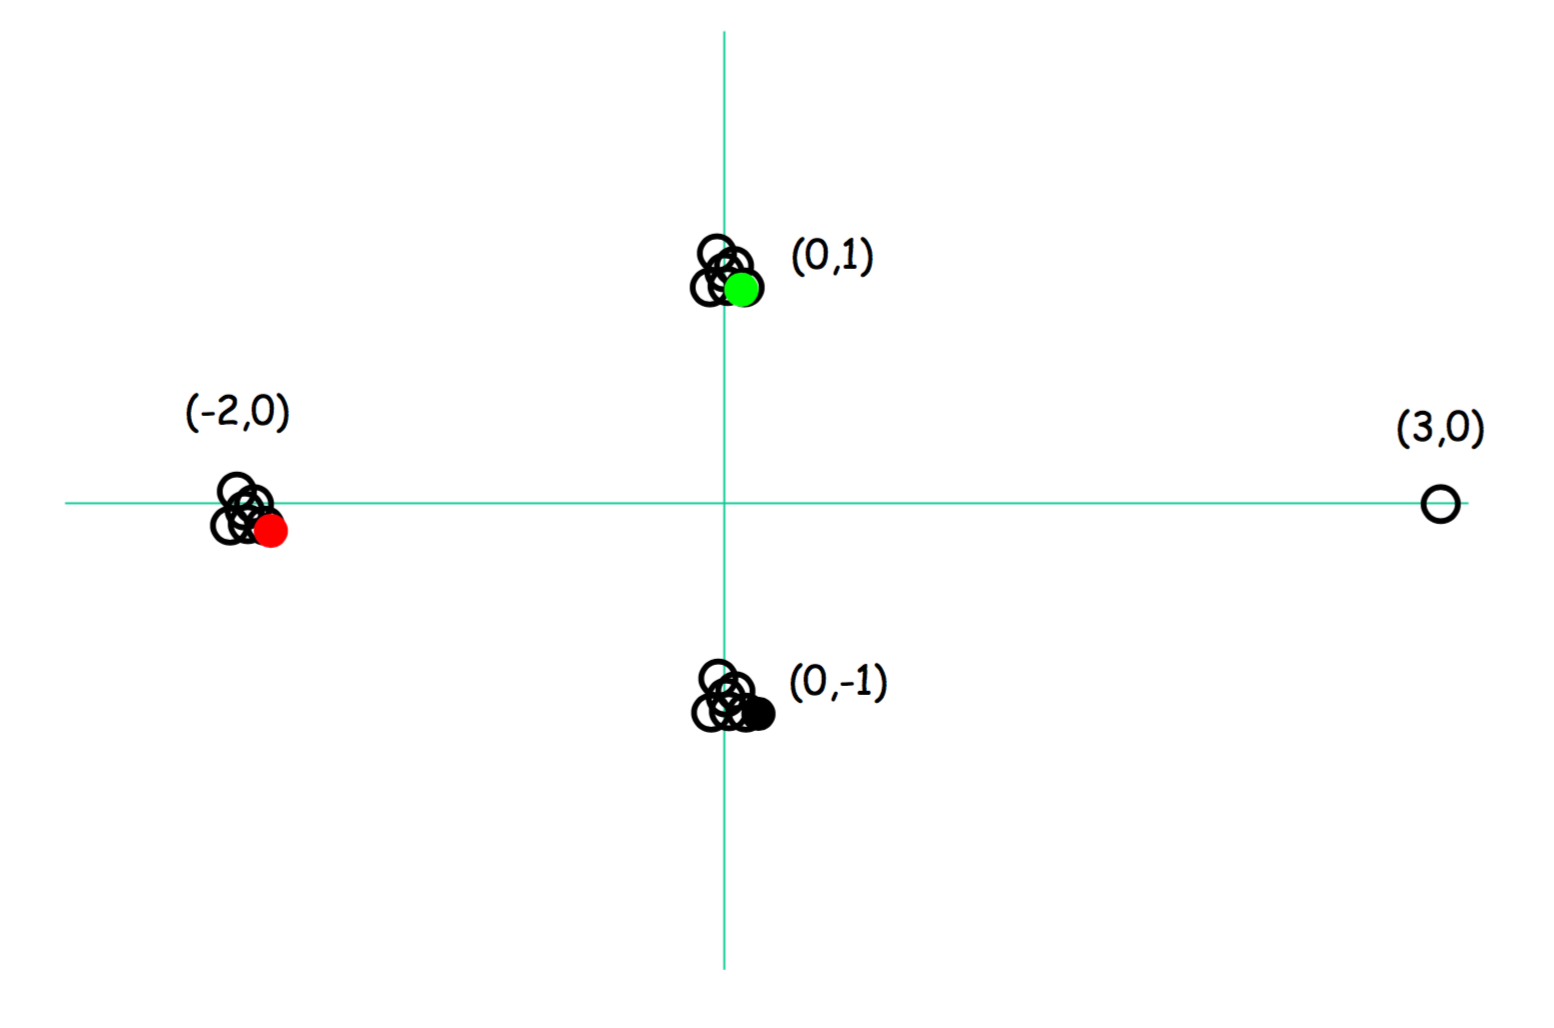 (0,1)
(-2,0)
(3,0)
(0,-1)